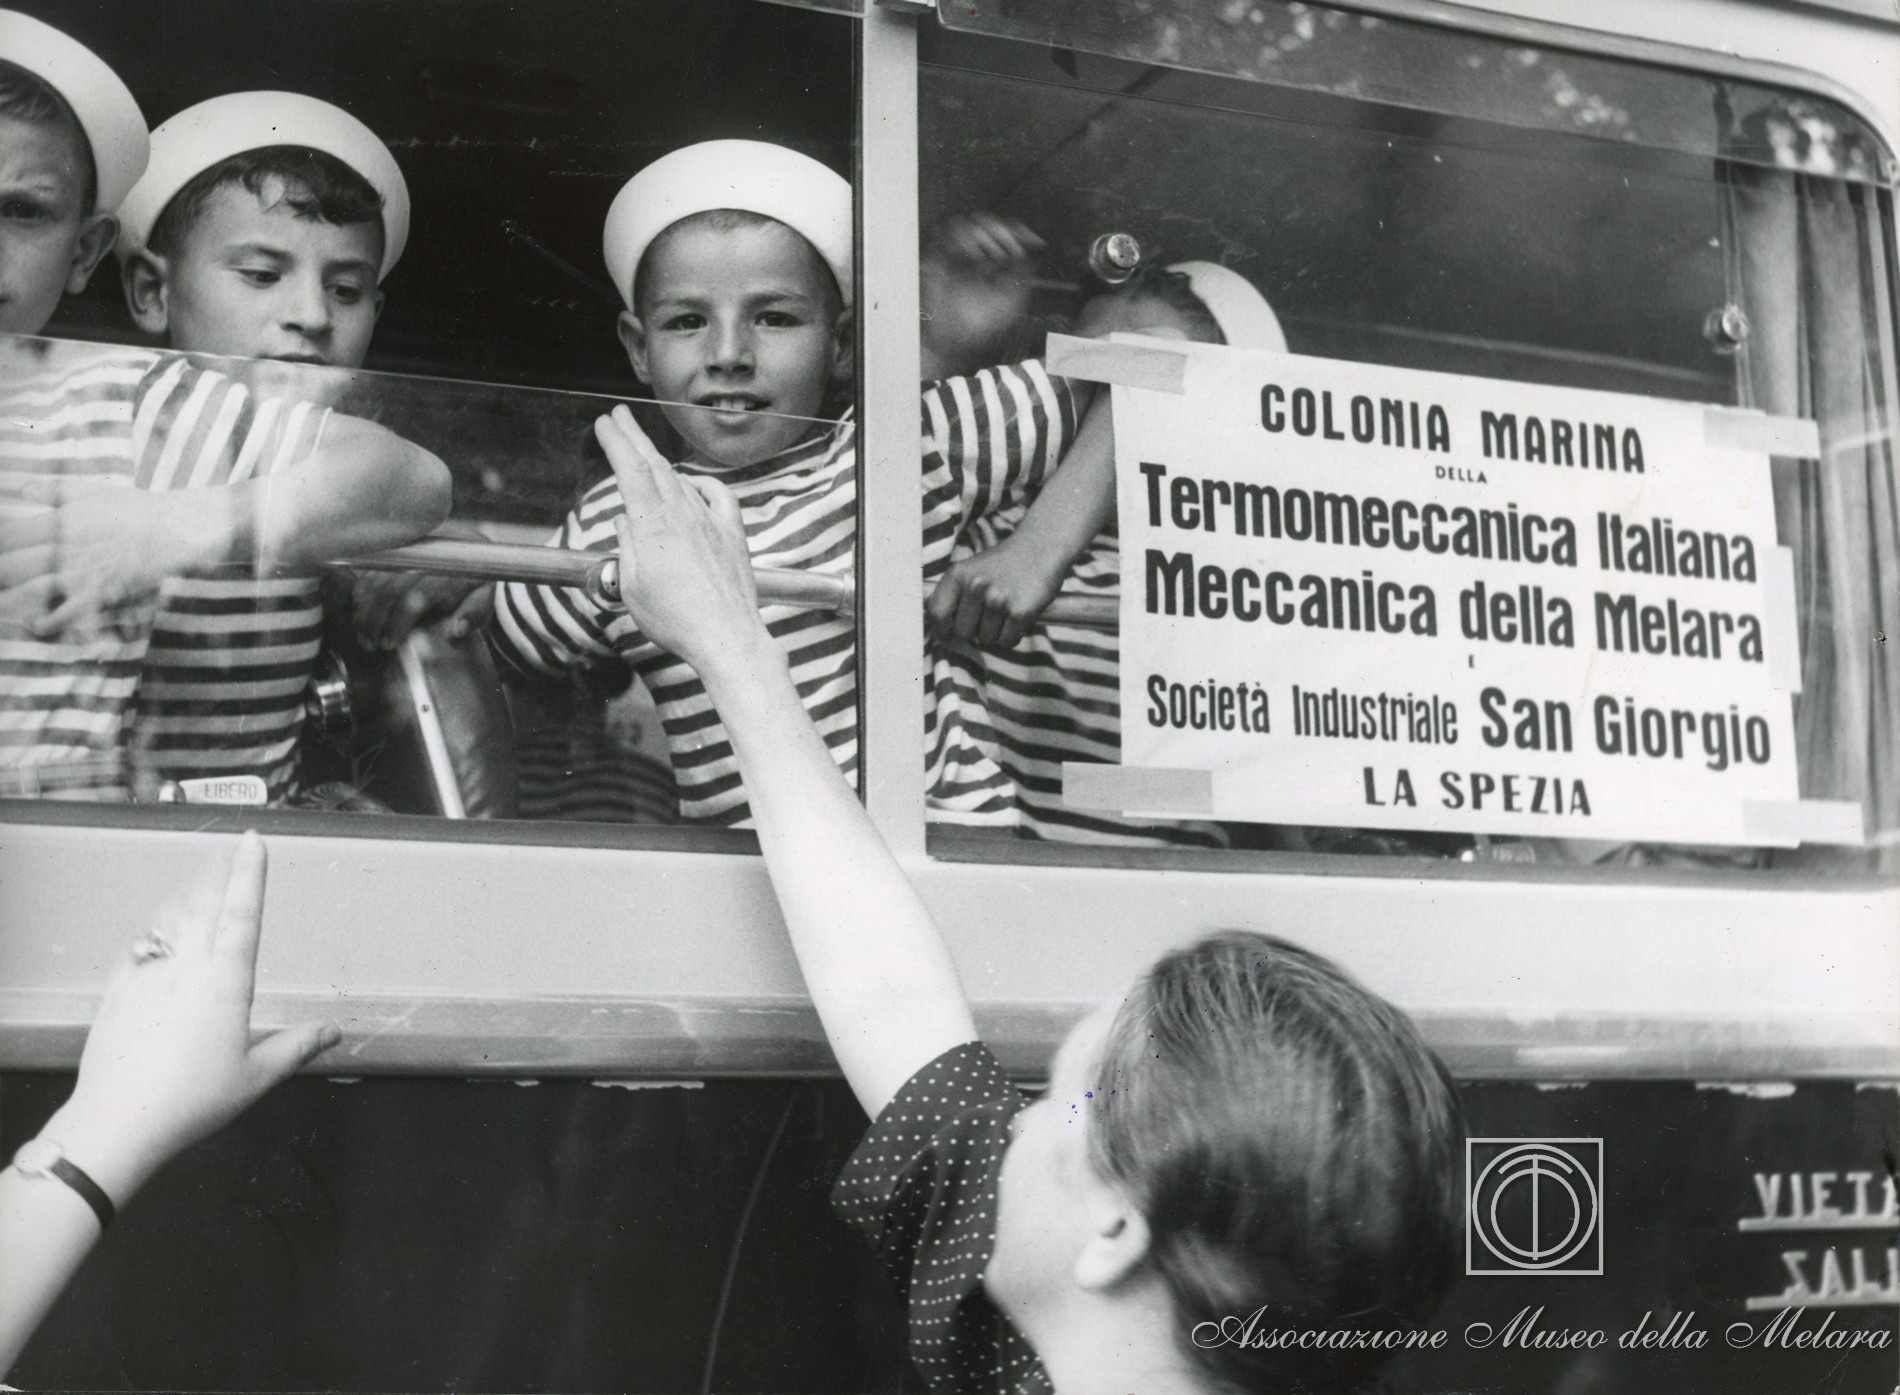 COLONIA MARINA
DELLA
Termomeccanica Italiana
Meccanica della Melara
E
Società Industriale San Giorgio
LA SPEZIA
LIBERO
VIETA
Associazione Museo della Melara